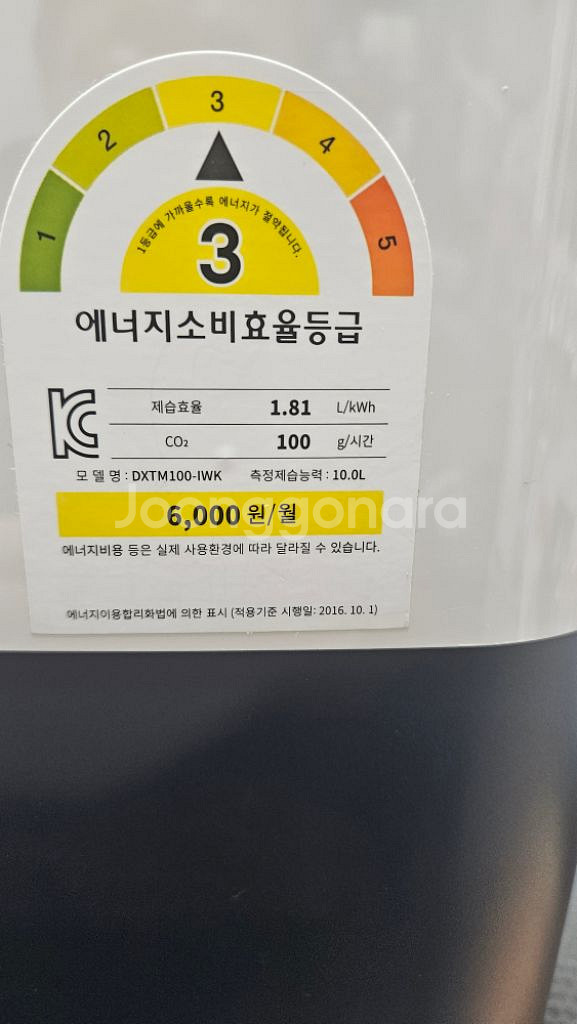 1
2
3
4
5
1등급에 가까울수록 에너지가 절약됩니다.
3
에너지소비효율등급
제습효율 1.81 L/kWh
CO₂ 100 g/시간
모 델 명 : DXTM100-IWK 측정제습능력 : 10.0L
Joonggonara
6,000 원/월
에너지비용 등은 실제 사용환경에 따라 달라질 수 있습니다.
에너지이용합리화법에 의한 표시 (적용기준 시행일: 2016. 10. 1)